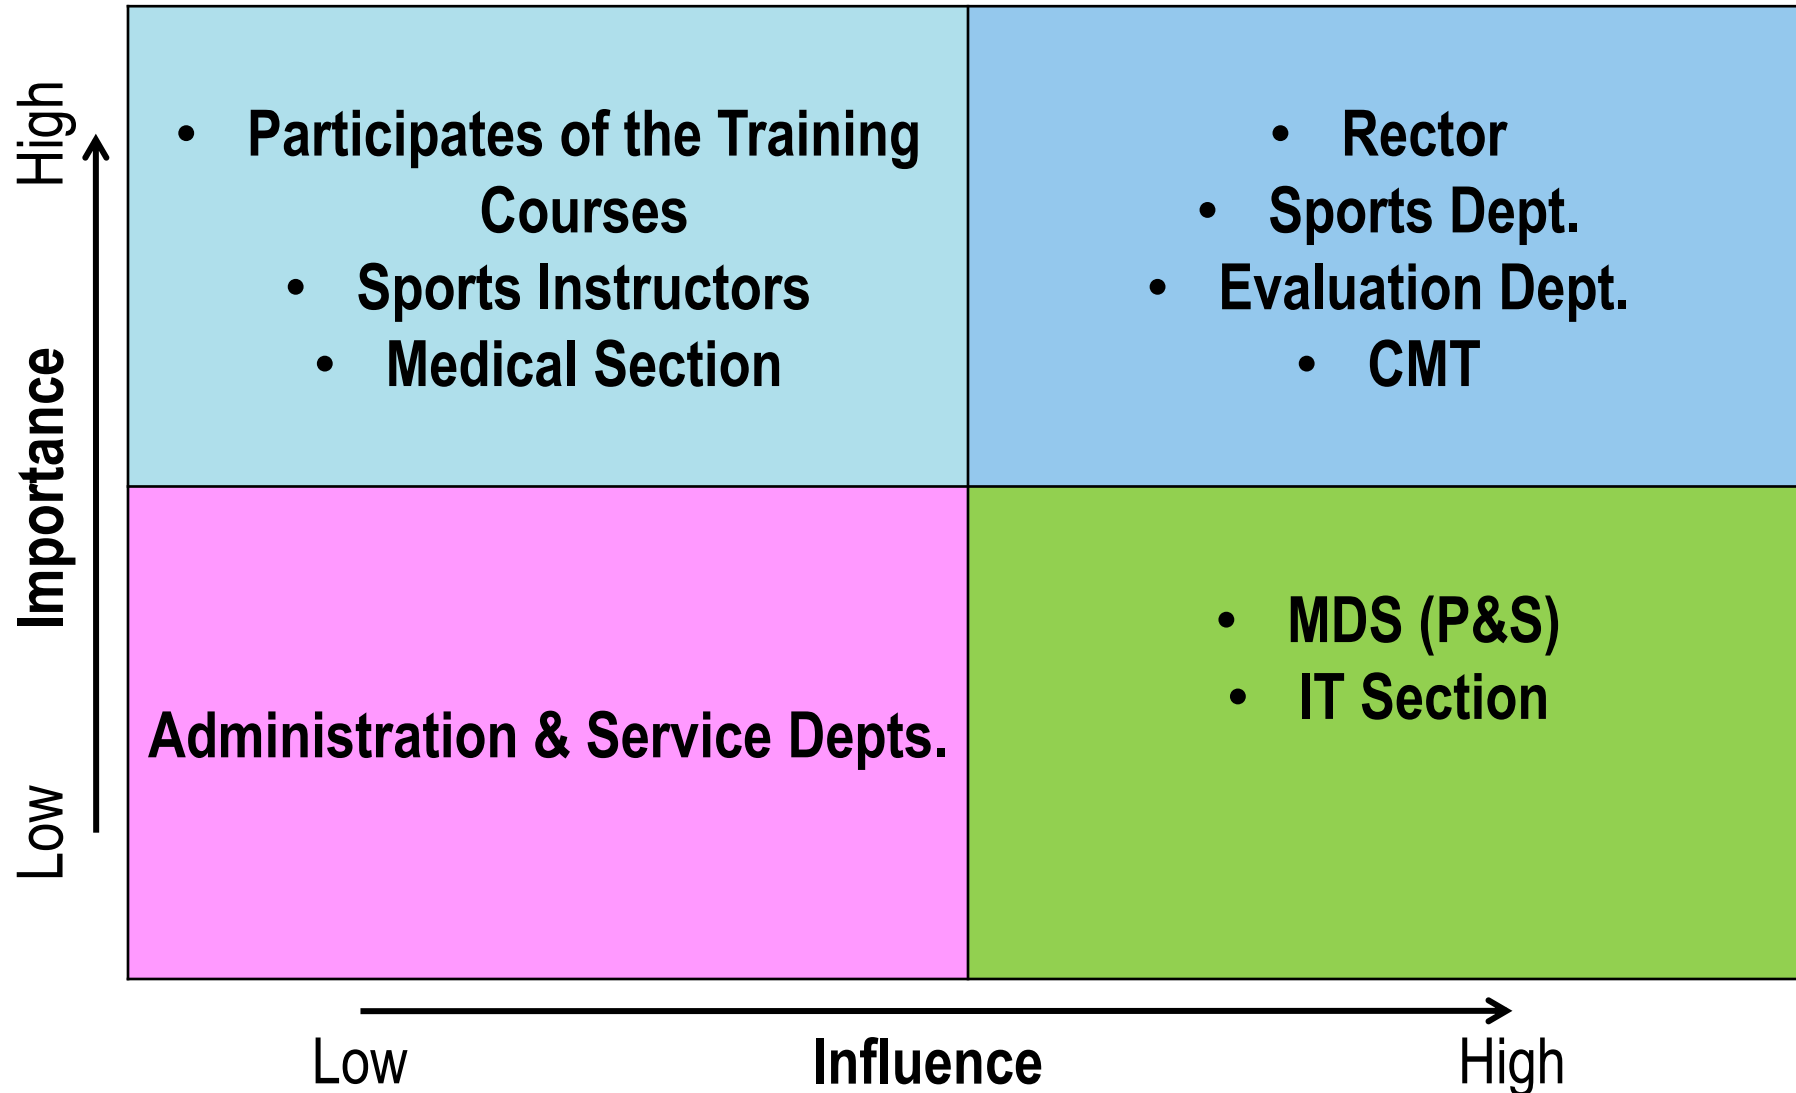 High
Importance
Low
• Participates of the Training
Courses
• Sports Instructors
• Medical Section
• Rector
• Sports Dept.
• Evaluation Dept.
• CMT
Administration & Service Depts.
• MDS (P&S)
• IT Section
Low
Influence
High